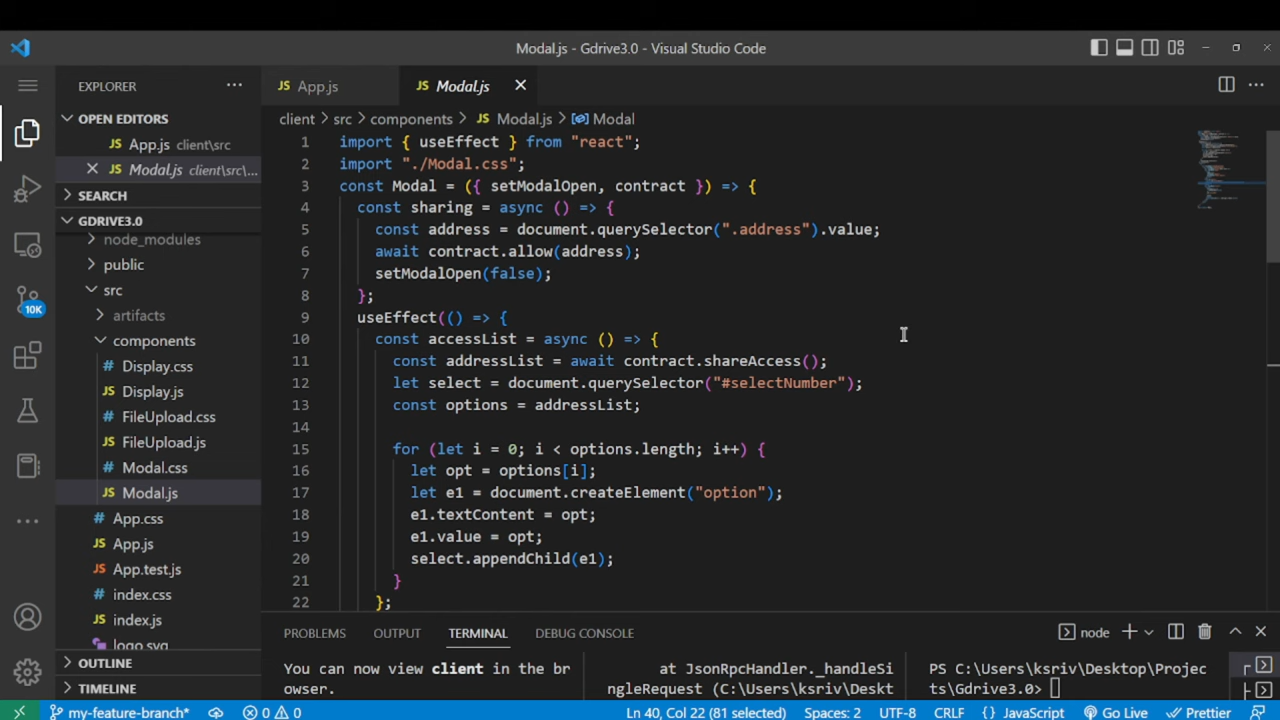 Modal.js - Gdrive3.0 - Visual Studio Code
EXPLORER
OPEN EDITORS
JS App.js client\src
JS Modal.js client\src\...
SEARCH
GDRIVE3.0
node_modules
public
src
artifacts
components
# Display.css
JS Display.js
# FileUpload.css
JS FileUpload.js
# Modal.css
JS Modal.js
# App.css
JS App.js
JS App.test.js
# index.css
JS index.js
logo.svg
OUTLINE
TIMELINE
10K
JS App.js
JS Modal.js
client > src > components > JS Modal.js > Modal
1 import { useEffect } from "react";
2 import "./Modal.css";
3 const Modal = ({ setModalOpen, contract }) => {
4 const sharing = async () => {
5 const address = document.querySelector(".address").value;
6 await contract.allow(address);
7 setModalOpen(false);
8 };
9 useEffect(() => {
10 const accessList = async () => {
11 const addressList = await contract.shareAccess();
12 let select = document.querySelector("#selectNumber");
13 const options = addressList;
14
15 for (let i = 0; i < options.length; i++) {
16 let opt = options[i];
17 let e1 = document.createElement("option");
18 e1.textContent = opt;
19 e1.value = opt;
20 select.appendChild(e1);
21 }
22 };
PROBLEMS OUTPUT TERMINAL DEBUG CONSOLE
node
You can now view client in the br
owser.
at JsonRpcHandler._handleSi
ngleRequest (C:\Users\ksriv\Deskt
PS C:\Users\ksriv\Desktop\Projec
ts\Gdrive3.0>
my-feature-branch* 0 0 Ln 40, Col 22 (81 selected) Spaces: 2 UTF-8 CRLF {} JavaScript Go Live Prettier